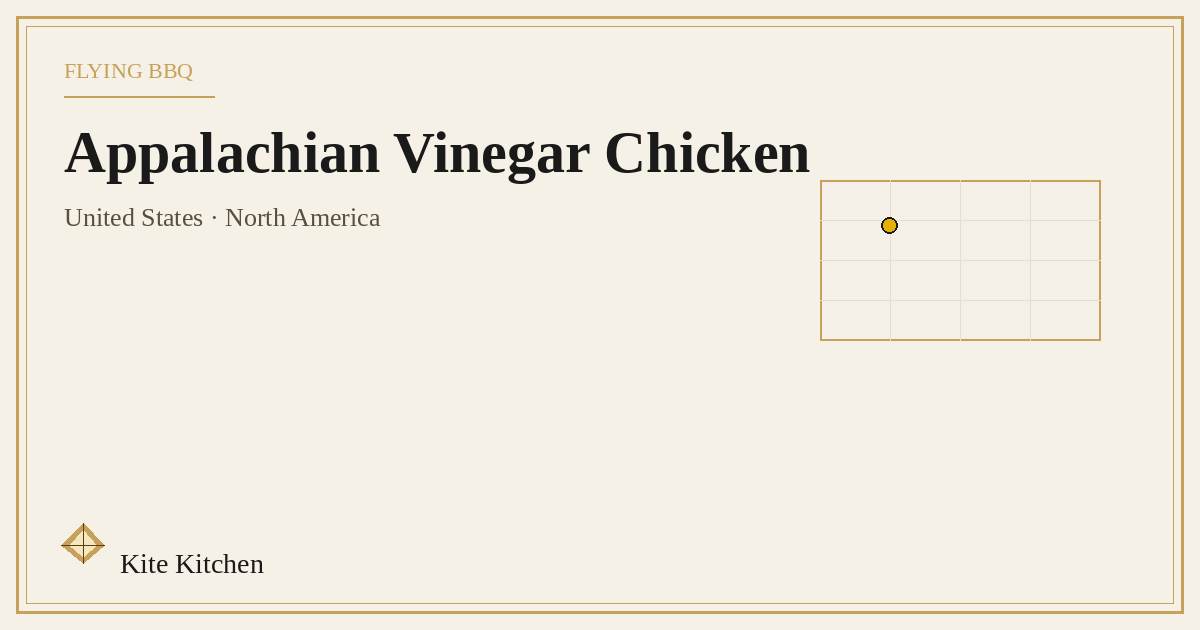 FLYING BBQ
Appalachian Vinegar Chicken
United States · North America
Kite Kitchen